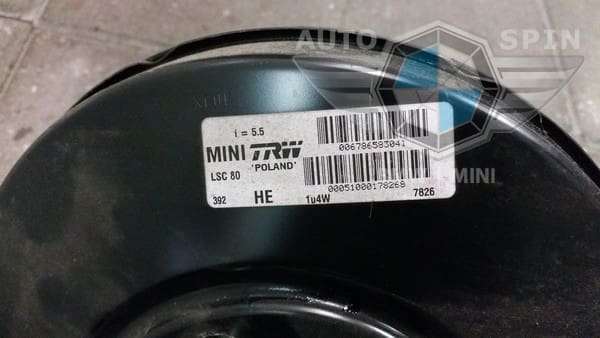 AUTO SPIN
i = 5.5
MINI TRW
'POLAND'
006786583041
LSC 80
00051000178268
392 HE 1u4W 7826
MINI